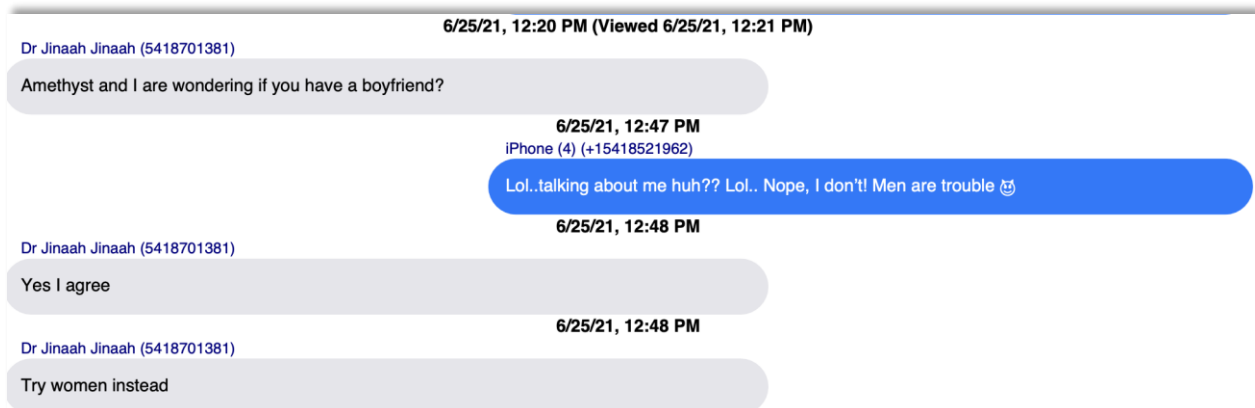 6/25/21, 12:20 PM (Viewed 6/25/21, 12:21 PM)
Dr Jinaah Jinaah (5418701381)
Amethyst and I are wondering if you have a boyfriend?
6/25/21, 12:47 PM
iPhone (4) (+15418521962)
Lol..talking about me huh?? Lol.. Nope, I don’t! Men are trouble 😈
6/25/21, 12:48 PM
Dr Jinaah Jinaah (5418701381)
Yes I agree
6/25/21, 12:48 PM
Dr Jinaah Jinaah (5418701381)
Try women instead